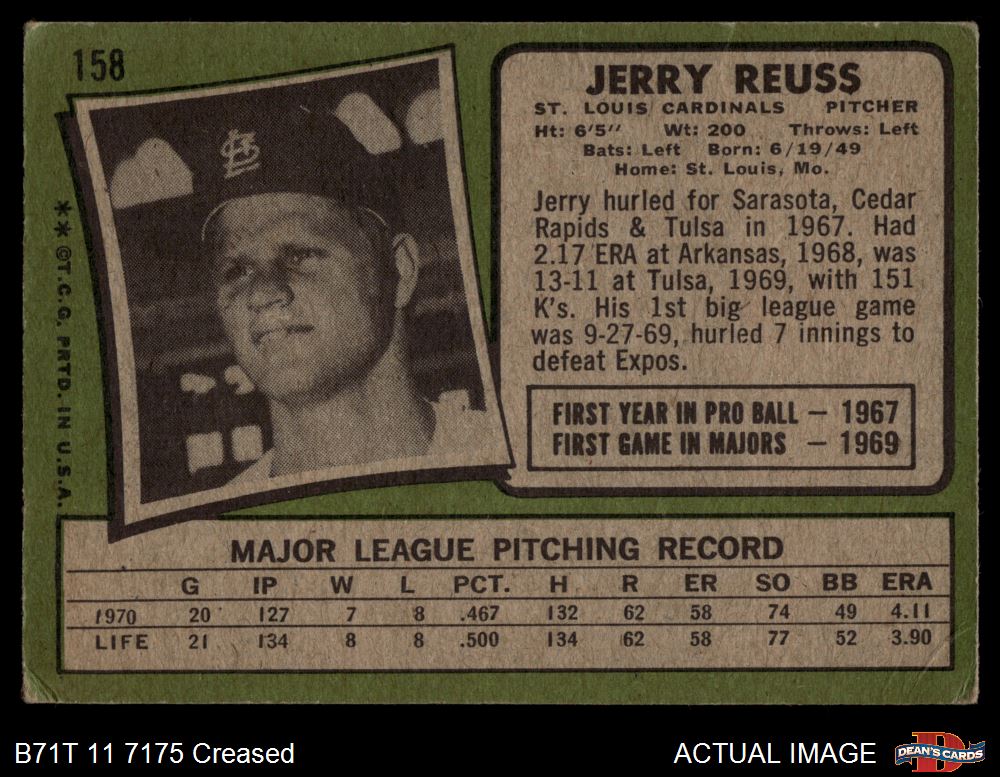 158
JERRY REUSS
ST. LOUIS CARDINALS PITCHER
Ht: 6'5" Wt: 200 Throws: Left
Bats: Left Born: 6/19/49
Home: St. Louis, Mo.
Jerry hurled for Sarasota, Cedar
Rapids & Tulsa in 1967. Had
2.17 ERA at Arkansas, 1968, was
13-11 at Tulsa, 1969, with 151
K's. His 1st big league game
was 9-27-69, hurled 7 innings to
defeat Expos.
FIRST YEAR IN PRO BALL — 1967
FIRST GAME IN MAJORS — 1969
**©T.C.G. PRTD. IN U.S.A.
StL
MAJOR LEAGUE PITCHING RECORD
G IP W L PCT. H R ER SO BB ERA
1970 20 127 7 8 .467 132 62 58 74 49 4.11
LIFE 21 134 8 8 .500 134 62 58 77 52 3.90
B71T 11 7175 Creased
ACTUAL IMAGE
D
DEAN'S CARDS